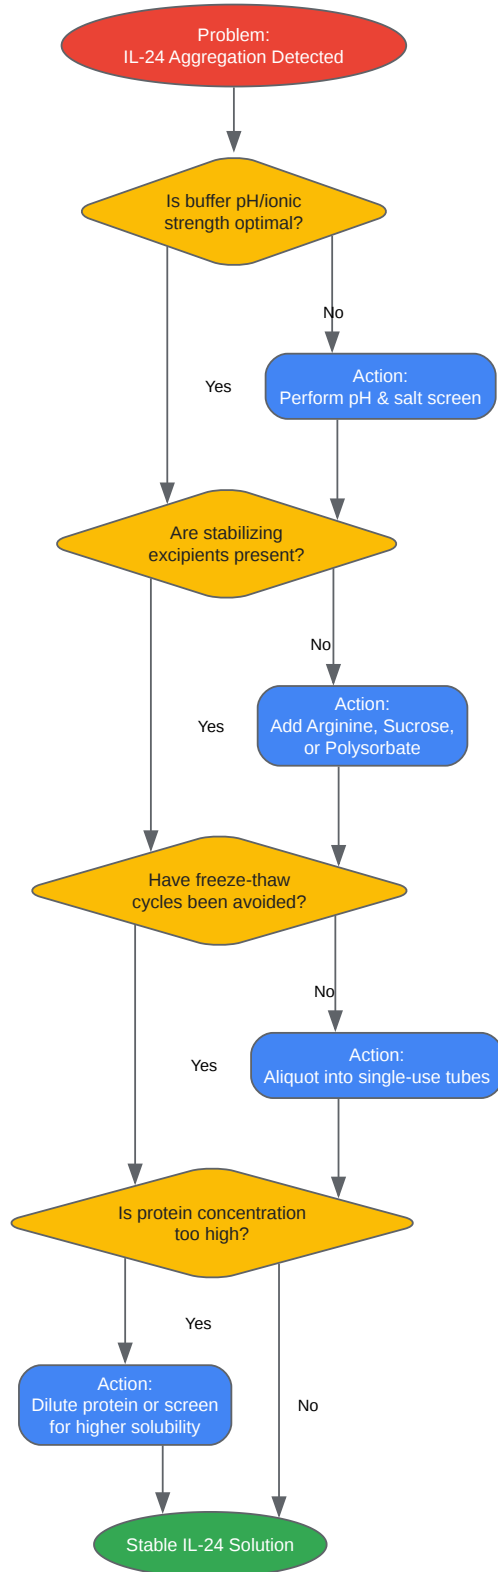 Problem:
IL-24 Aggregation Detected
Is buffer pH/ionic
strength optimal?
No
Yes
Action:
Perform pH & salt screen
Are stabilizing
excipients present?
No
Yes
Action:
Add Arginine, Sucrose,
or Polysorbate
Have freeze-thaw
cycles been avoided?
No
Yes
Action:
Aliquot into single-use tubes
Is protein concentration
too high?
Yes
No
Action:
Dilute protein or screen
for higher solubility
Stable IL-24 Solution